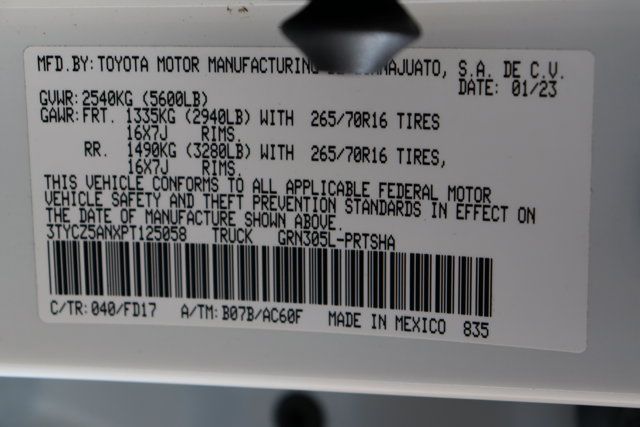 MFD.BY:TOYOTA MOTOR MANUFACTURING GUANAJUATO, S.A. DE C.V.
DATE: 01/23
GVWR:2540KG (5600LB)
GAWR:FRT. 1335KG (2940LB) WITH 265/70R16 TIRES
16X7J RIMS.
RR. 1490KG (3280LB) WITH 265/70R16 TIRES,
16X7J RIMS.
THIS VEHICLE CONFORMS TO ALL APPLICABLE FEDERAL MOTOR
VEHICLE SAFETY AND THEFT PREVENTION STANDARDS IN EFFECT ON
THE DATE OF MANUFACTURE SHOWN ABOVE.
3TYCZ5ANXPT125058 TRUCK GRN305L-PRTSHA
C/TR:040/FD17 A/TM:B07B/AC60F MADE IN MEXICO 835